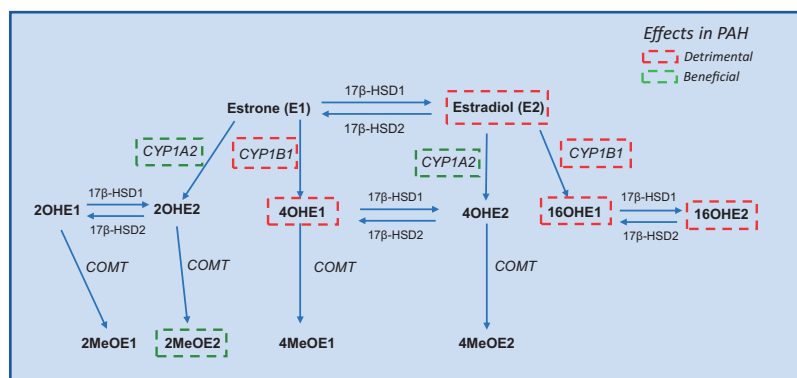 Effects in PAH
Detrimental
Beneficial
17β-HSD1
Estrone (E1)
Estradiol (E2)
17β-HSD2
CYP1A2
CYP1B1
CYP1A2
CYP1B1
17β-HSD1
2OHE1
2OHE2
17β-HSD2
4OHE1
17β-HSD1
17β-HSD2
4OHE2
16OHE1
17β-HSD1
17β-HSD2
16OHE2
COMT
COMT
COMT
COMT
2MeOE1
2MeOE2
4MeOE1
4MeOE2